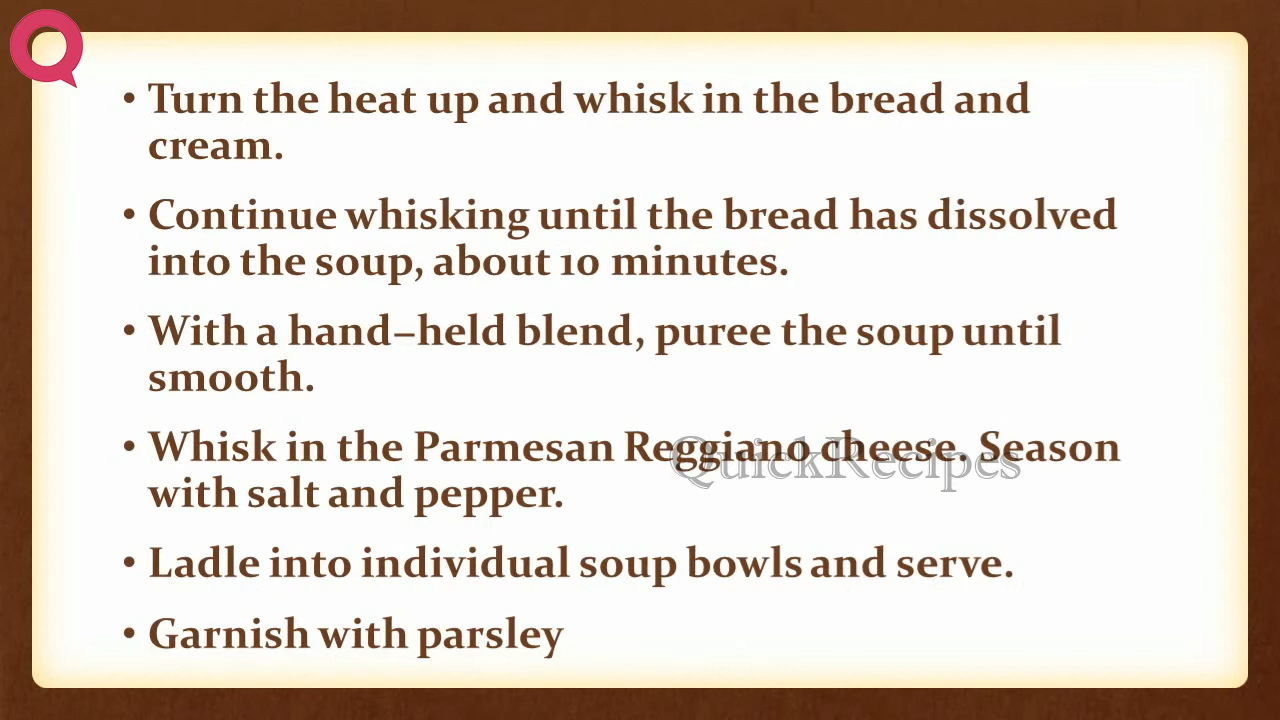 • Turn the heat up and whisk in the bread and
cream.
• Continue whisking until the bread has dissolved
into the soup, about 10 minutes.
• With a hand–held blend, puree the soup until
smooth.
• Whisk in the Parmesan Reggiano cheese. Season
QuickRecipes
with salt and pepper.
• Ladle into individual soup bowls and serve.
• Garnish with parsley